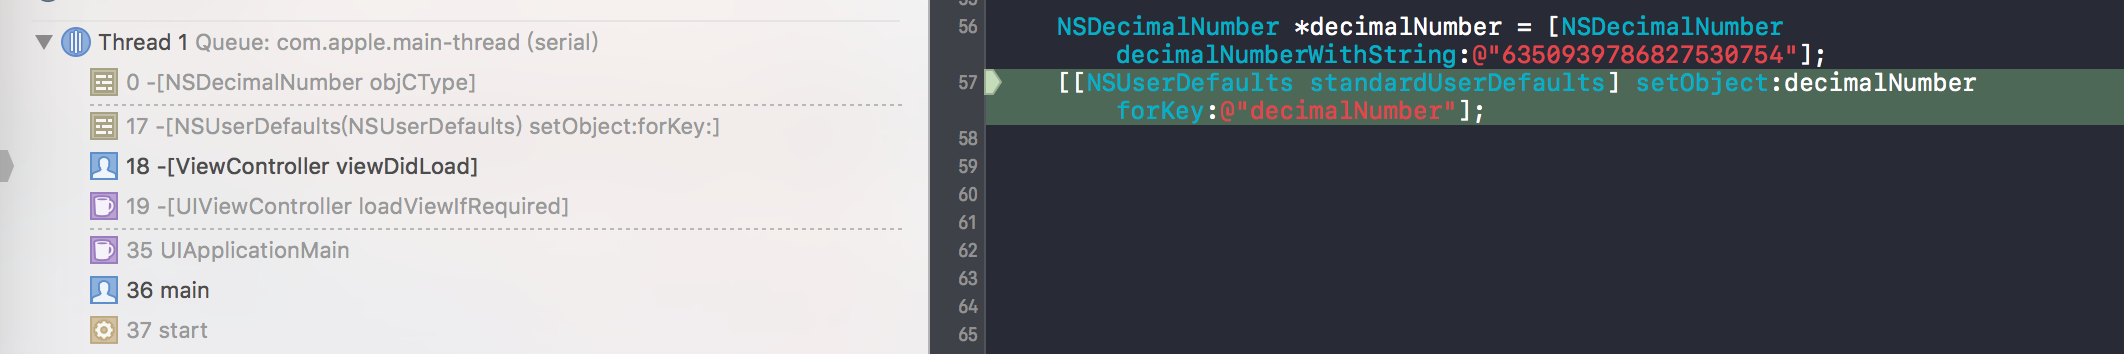 Thread 1 Queue: com.apple.main-thread (serial)
0 -[NSDecimalNumber objCType]
17 -[NSUserDefaults(NSUserDefaults) setObject:forKey:]
18 -[ViewController viewDidLoad]
19 -[UIViewController loadViewIfRequired]
35 UIApplicationMain
36 main
37 start
55
56 NSDecimalNumber *decimalNumber = [NSDecimalNumber
decimalNumberWithString:@"6350939786827530754"];
57 [[NSUserDefaults standardUserDefaults] setObject:decimalNumber
forKey:@"decimalNumber"];
58
59
60
61
62
63
64
65